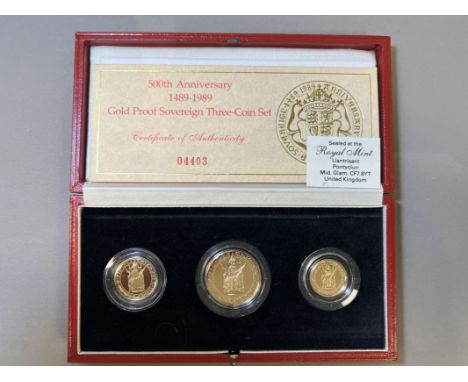 500th Anniversary
1489-1989
Gold Proof Sovereign Three-Coin Set
Certificate of Authenticity
04403
Sealed at the
Royal Mint
Llantrisant
Pontyclun
Mid. Glam. CF7 8YT
United Kingdom